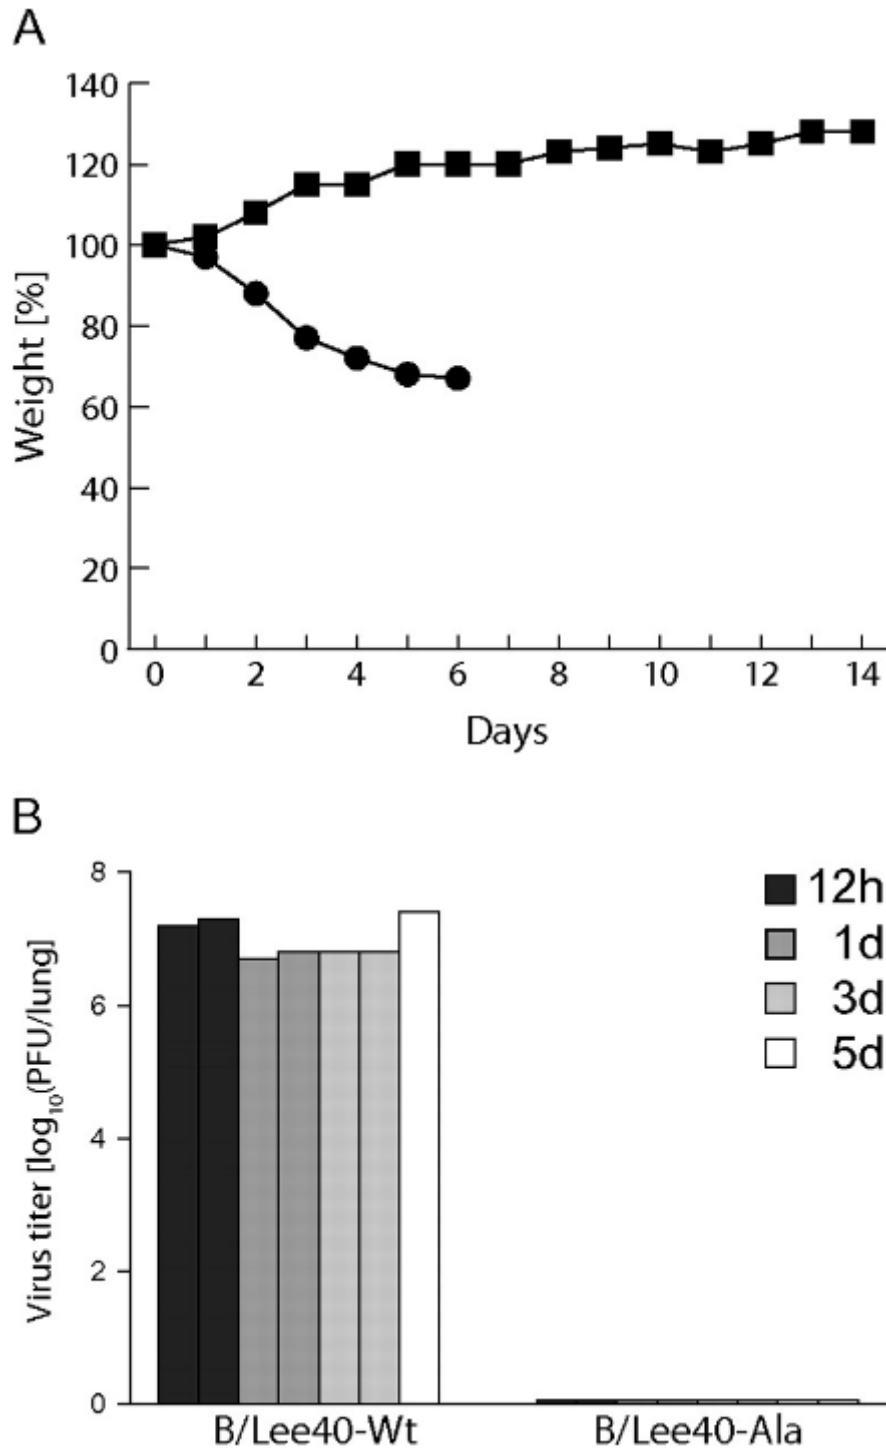 A
Weight [%]
140
120
100
80
60
40
20
0
0 2 4 6 8 10 12 14
Days
B
Virus titer [log₁₀(PFU/lung]
8
6
4
2
0
12h
1d
3d
5d
B/Lee40-Wt B/Lee40-Ala